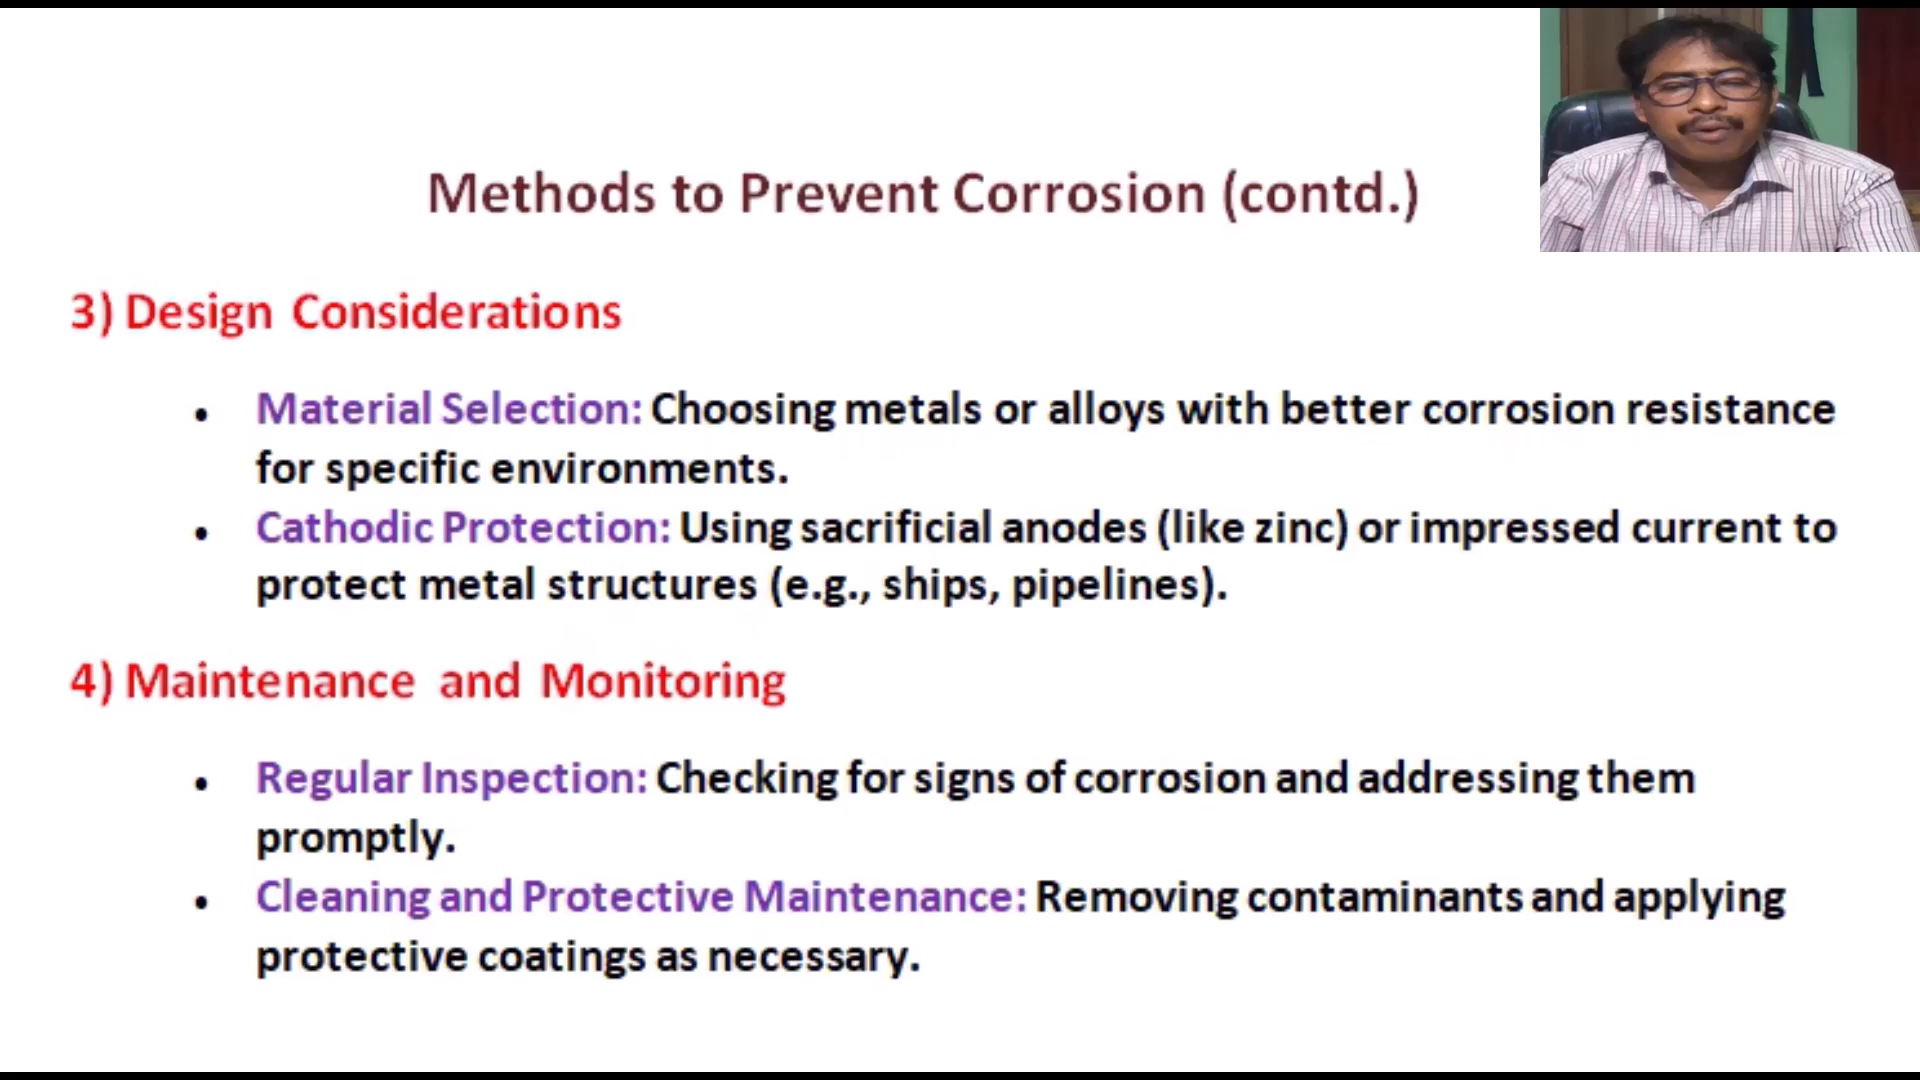 Methods to Prevent Corrosion (contd.)
3) Design Considerations
• Material Selection: Choosing metals or alloys with better corrosion resistance
for specific environments.
• Cathodic Protection: Using sacrificial anodes (like zinc) or impressed current to
protect metal structures (e.g., ships, pipelines).
4) Maintenance and Monitoring
• Regular Inspection: Checking for signs of corrosion and addressing them
promptly.
• Cleaning and Protective Maintenance: Removing contaminants and applying
protective coatings as necessary.